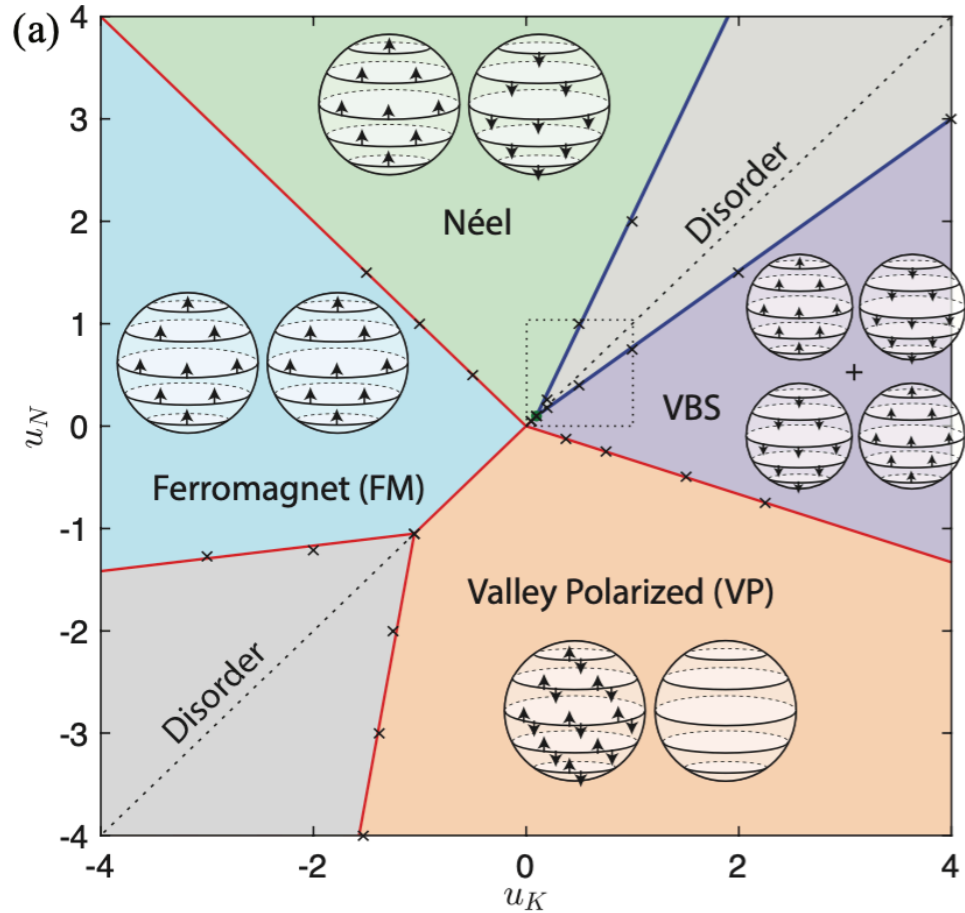 (a)
4
3
2
1
0
-1
-2
-3
-4
u_N
Néel
Disorder
VBS
+
Ferromagnet (FM)
Valley Polarized (VP)
Disorder
-4
-2
0
2
4
u_K